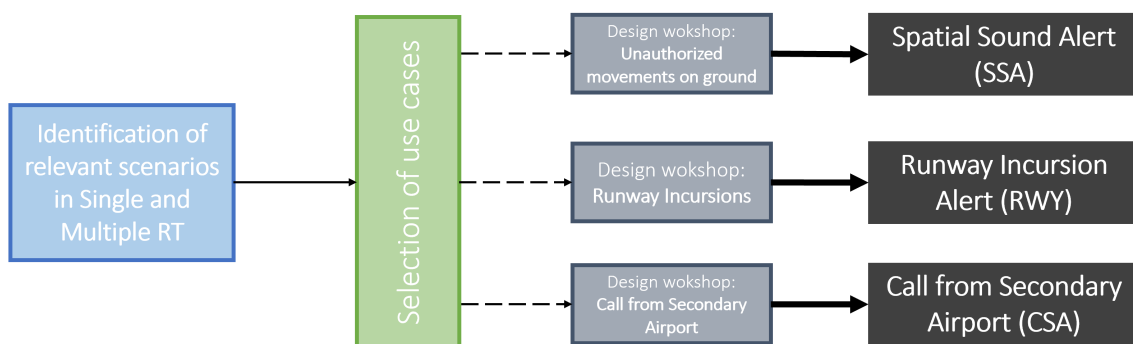 Identification of
relevant scenarios
in Single and
Multiple RT
Selection of use cases
Design wokshop:
Unauthorized
movements on ground
Spatial Sound Alert
(SSA)
Design wokshop:
Runway Incursions
Runway Incursion
Alert (RWY)
Design wokshop:
Call from Secondary
Airport
Call from Secondary
Airport (CSA)